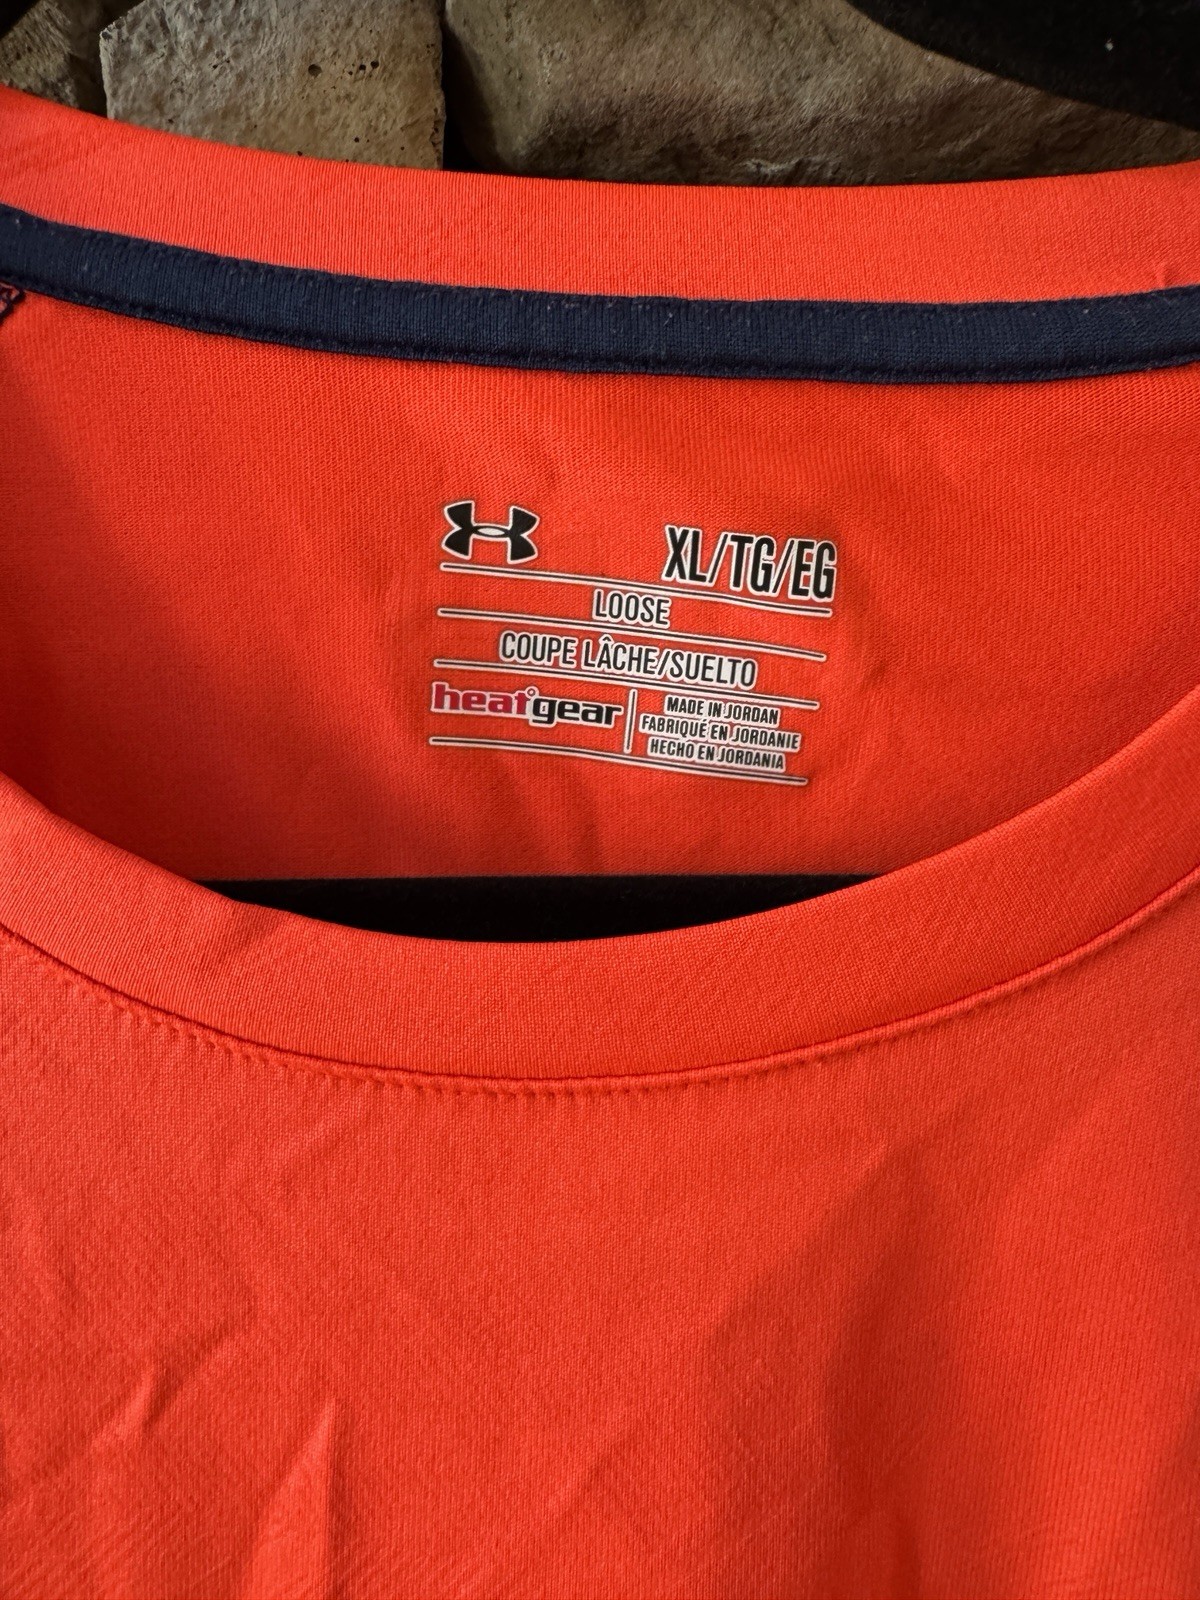 XL/TG/EG
LOOSE
COUPE LÂCHE/SUELTO
heatgear
MADE IN JORDAN
FABRIQUÉ EN JORDANIE
HECHO EN JORDANIA